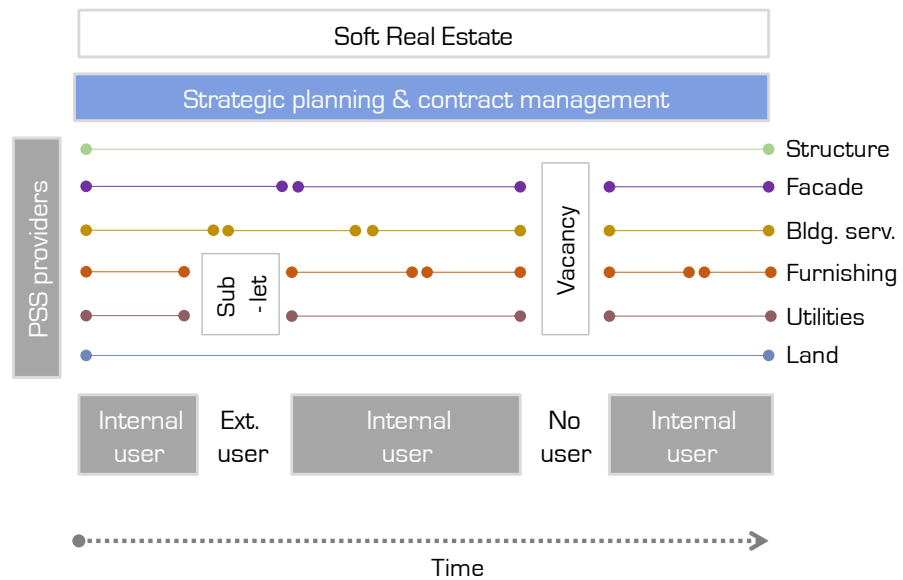 Soft Real Estate
Strategic planning & contract management
PSS providers
Structure
Facade
Bldg. serv.
Furnishing
Utilities
Land
Sub
-let
Vacancy
Internal
user
Ext.
user
Internal
user
No
user
Internal
user
Time